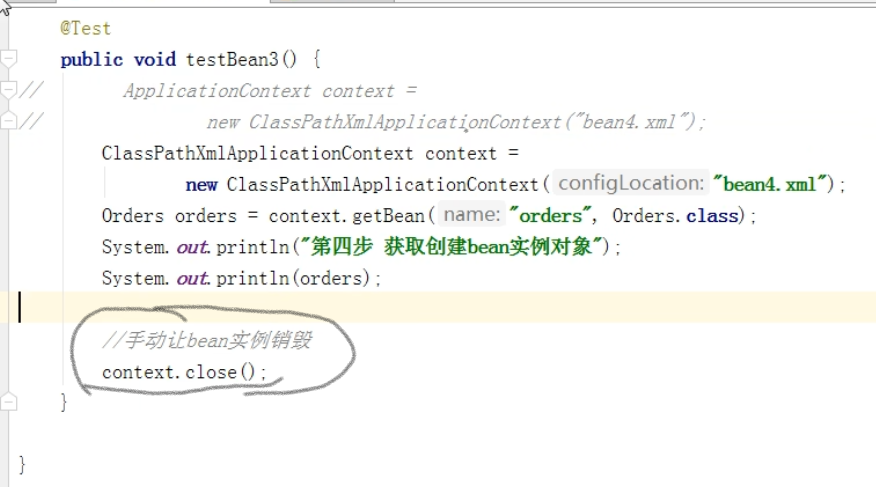 @Test
public void testBean3() {
// ApplicationContext context =
// new ClassPathXmlApplicationContext("bean4.xml");
ClassPathXmlApplicationContext context =
new ClassPathXmlApplicationContext( configLocation: "bean4.xml");
Orders orders = context.getBean( name: "orders", Orders.class);
System.out.println("第四步 获取创建bean实例对象");
System.out.println(orders);
//手动让bean实例销毁
context.close();
}
}